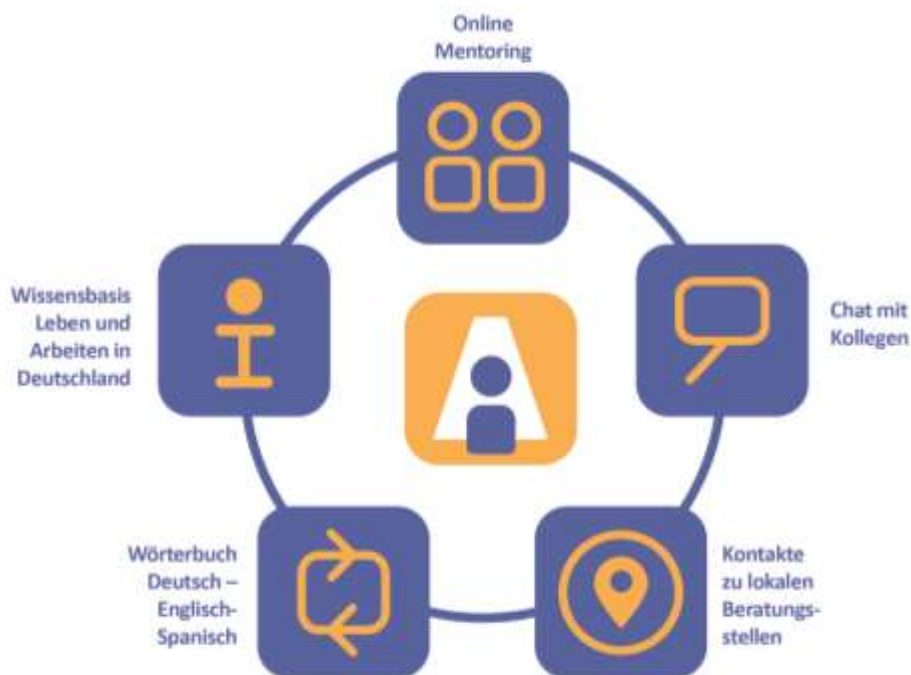 Online
Mentoring
Wissensbasis
Leben und
Arbeiten in
Deutschland
Chat mit
Kollegen
Wörterbuch
Deutsch –
Englisch-
Spanisch
Kontakte
zu lokalen
Beratungs-
stellen